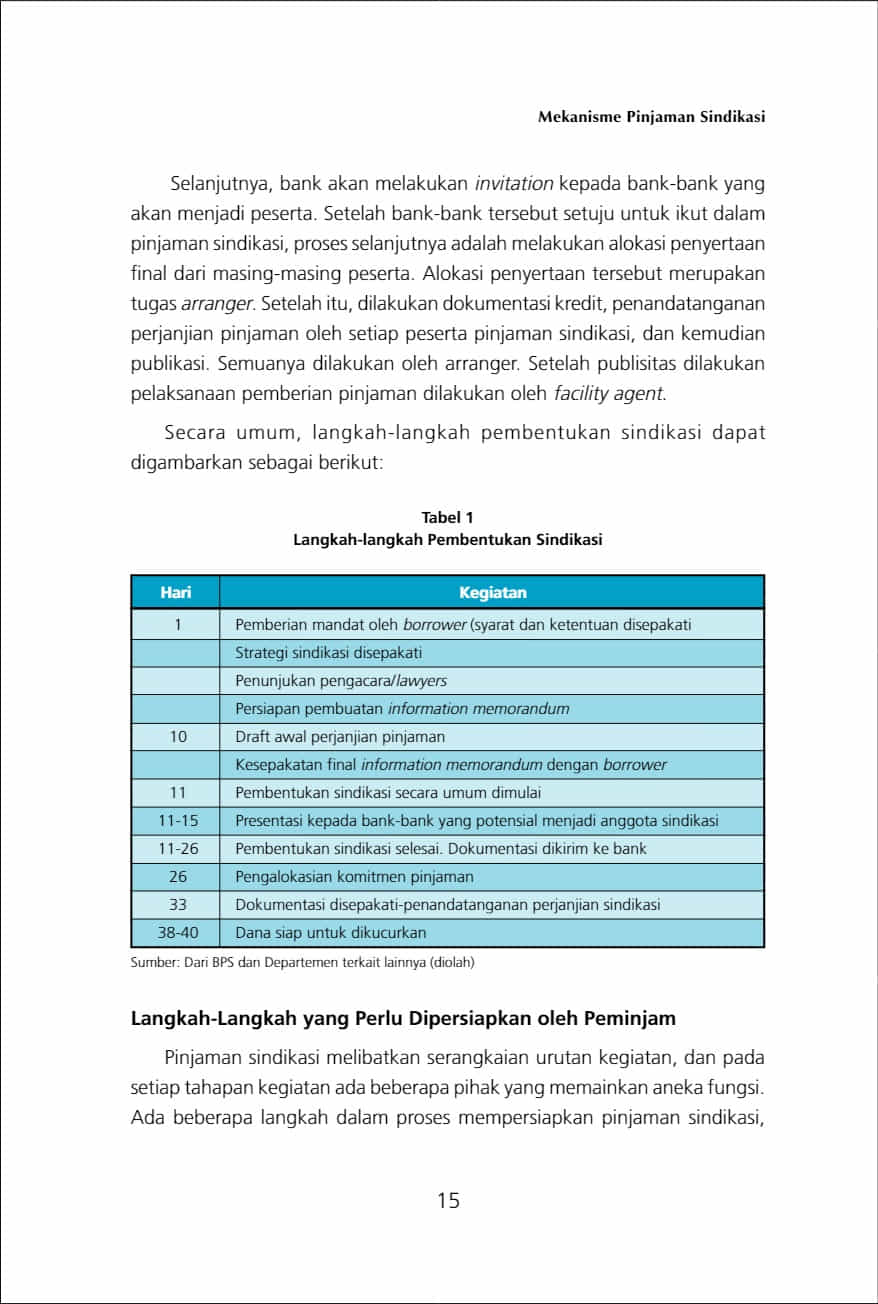 Mekanisme Pinjaman Sindikasi
Selanjutnya, bank akan melakukan invitation kepada bank-bank yang
akan menjadi peserta. Setelah bank-bank tersebut setuju untuk ikut dalam
pinjaman sindikasi, proses selanjutnya adalah melakukan alokasi penyertaan
final dari masing-masing peserta. Alokasi penyertaan tersebut merupakan
tugas arranger. Setelah itu, dilakukan dokumentasi kredit, penandatanganan
perjanjian pinjaman oleh setiap peserta pinjaman sindikasi, dan kemudian
publikasi. Semuanya dilakukan oleh arranger. Setelah publisitas dilakukan
pelaksanaan pemberian pinjaman dilakukan oleh facility agent.
Secara umum, langkah-langkah pembentukan sindikasi dapat
digambarkan sebagai berikut:
Tabel 1
Langkah-langkah Pembentukan Sindikasi
Hari Kegiatan
1 Pemberian mandat oleh borrower (syarat dan ketentuan disepakati
Strategi sindikasi disepakati
Penunjukan pengacara/lawyers
Persiapan pembuatan information memorandum
10 Draft awal perjanjian pinjaman
Kesepakatan final information memorandum dengan borrower
11 Pembentukan sindikasi secara umum dimulai
11-15 Presentasi kepada bank-bank yang potensial menjadi anggota sindikasi
11-26 Pembentukan sindikasi selesai. Dokumentasi dikirim ke bank
26 Pengalokasian komitmen pinjaman
33 Dokumentasi disepakati-penandatanganan perjanjian sindikasi
38-40 Dana siap untuk dikucurkan
Sumber: Dari BPS dan Departemen terkait lainnya (diolah)
Langkah-Langkah yang Perlu Dipersiapkan oleh Peminjam
Pinjaman sindikasi melibatkan serangkaian urutan kegiatan, dan pada
setiap tahapan kegiatan ada beberapa pihak yang memainkan aneka fungsi.
Ada beberapa langkah dalam proses mempersiapkan pinjaman sindikasi,
15